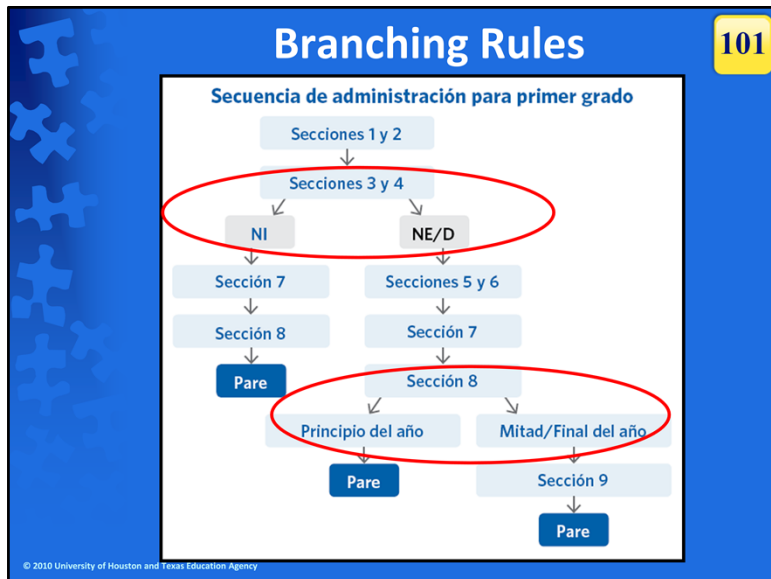 Branching Rules
101
Secuencia de administración para primer grado
Secciones 1 y 2
Secciones 3 y 4
NI
NE/D
Sección 7
Secciones 5 y 6
Sección 8
Sección 7
Pare
Sección 8
Principio del año
Mitad/Final del año
Pare
Sección 9
Pare
© 2010 University of Houston and Texas Education Agency